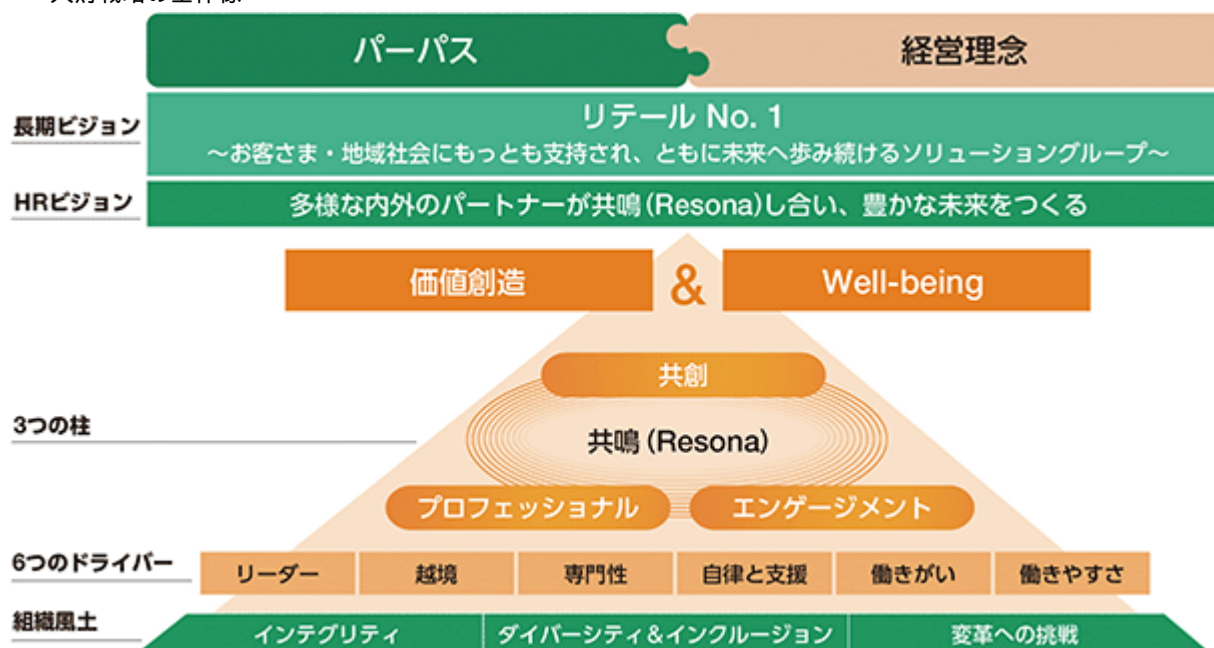 パーパス
経営理念
長期ビジョン
リテール No. 1
～お客さま・地域社会にもっとも支持され、ともに未来へ歩み続けるソリューショングループ～
HRビジョン
多様な内外のパートナーが共鳴(Resona)し合い、豊かな未来をつくる
価値創造
&
Well-being
共創
3つの柱
共鳴(Resona)
プロフェッショナル
エンゲージメント
6つのドライバー
リーダー
越境
専門性
自律と支援
働きがい
働きやすさ
組織風土
インテグリティ
ダイバーシティ&インクルージョン
変革への挑戦